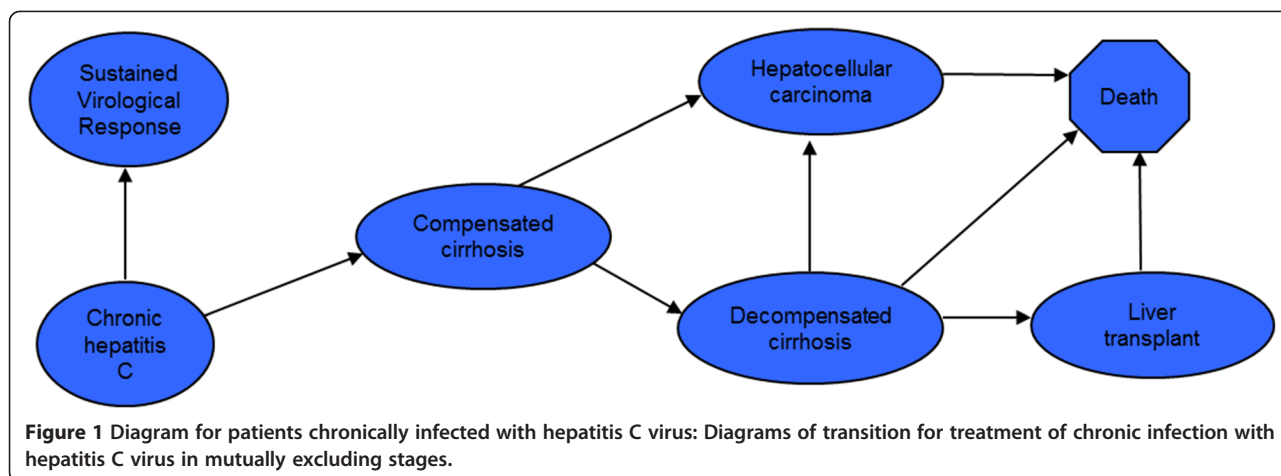 Sustained
Virological
Response
Hepatocellular
carcinoma
Death
Compensated
cirrhosis
Chronic
hepatitis
C
Decompensated
cirrhosis
Liver
transplant
Figure 1 Diagram for patients chronically infected with hepatitis C virus: Diagrams of transition for treatment of chronic infection with
hepatitis C virus in mutually excluding stages.